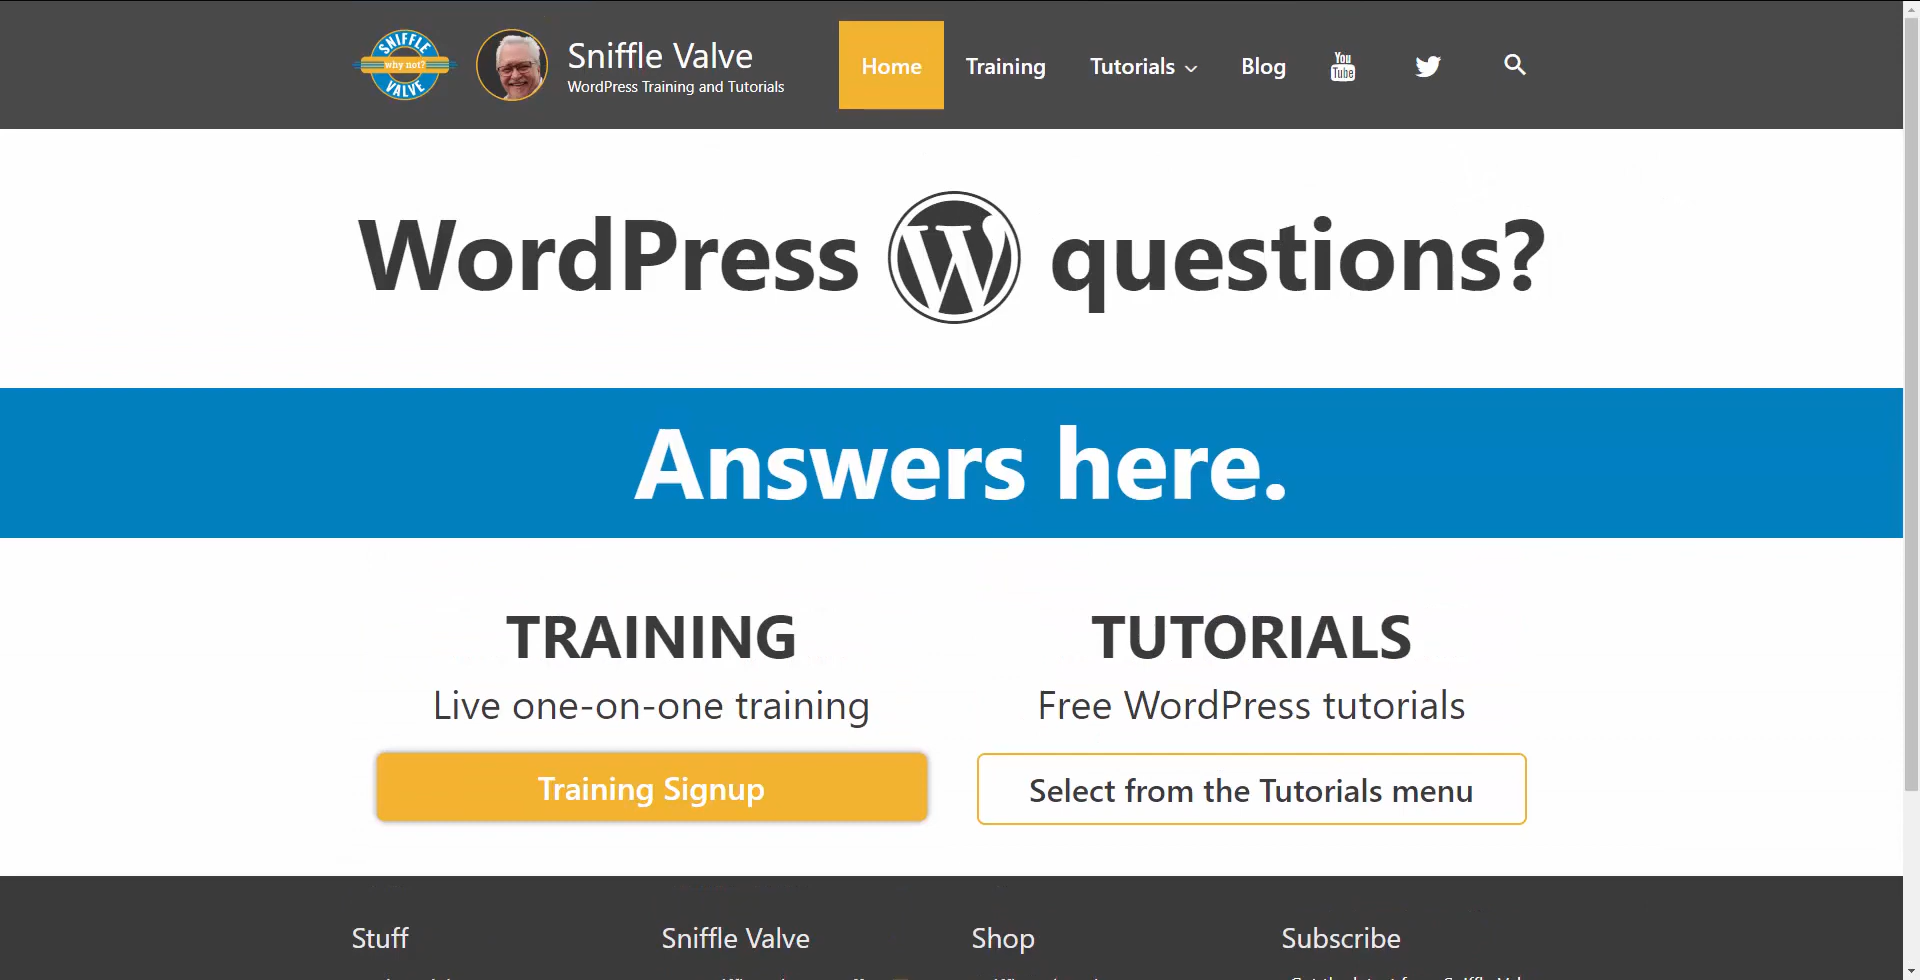 SNIFFLE
why not?
VALVE
Sniffle Valve
WordPress Training and Tutorials
Home
Training
Tutorials
Blog
You
Tube
WordPress W questions?
Answers here.
TRAINING
Live one-on-one training
Training Signup
TUTORIALS
Free WordPress tutorials
Select from the Tutorials menu
Stuff
Sniffle Valve
Shop
Subscribe